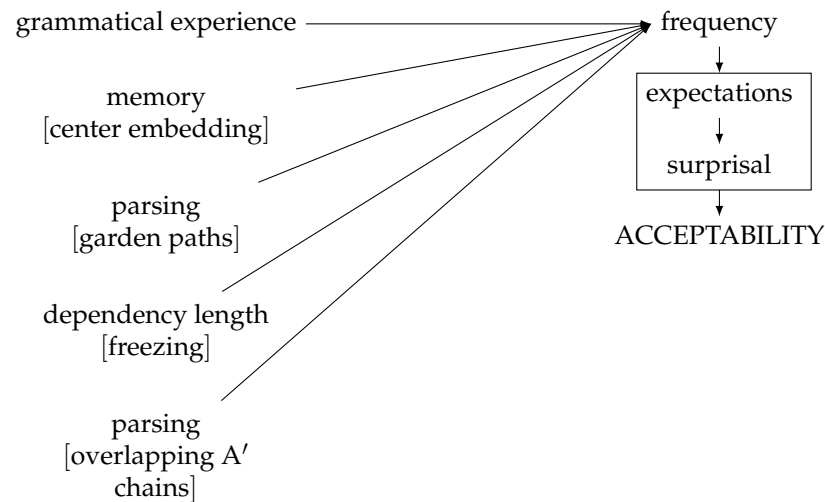 grammatical experience
frequency
memory
[center embedding]
expectations
surprisal
parsing
[garden paths]
ACCEPTABILITY
dependency length
[freezing]
parsing
[overlapping A′
chains]